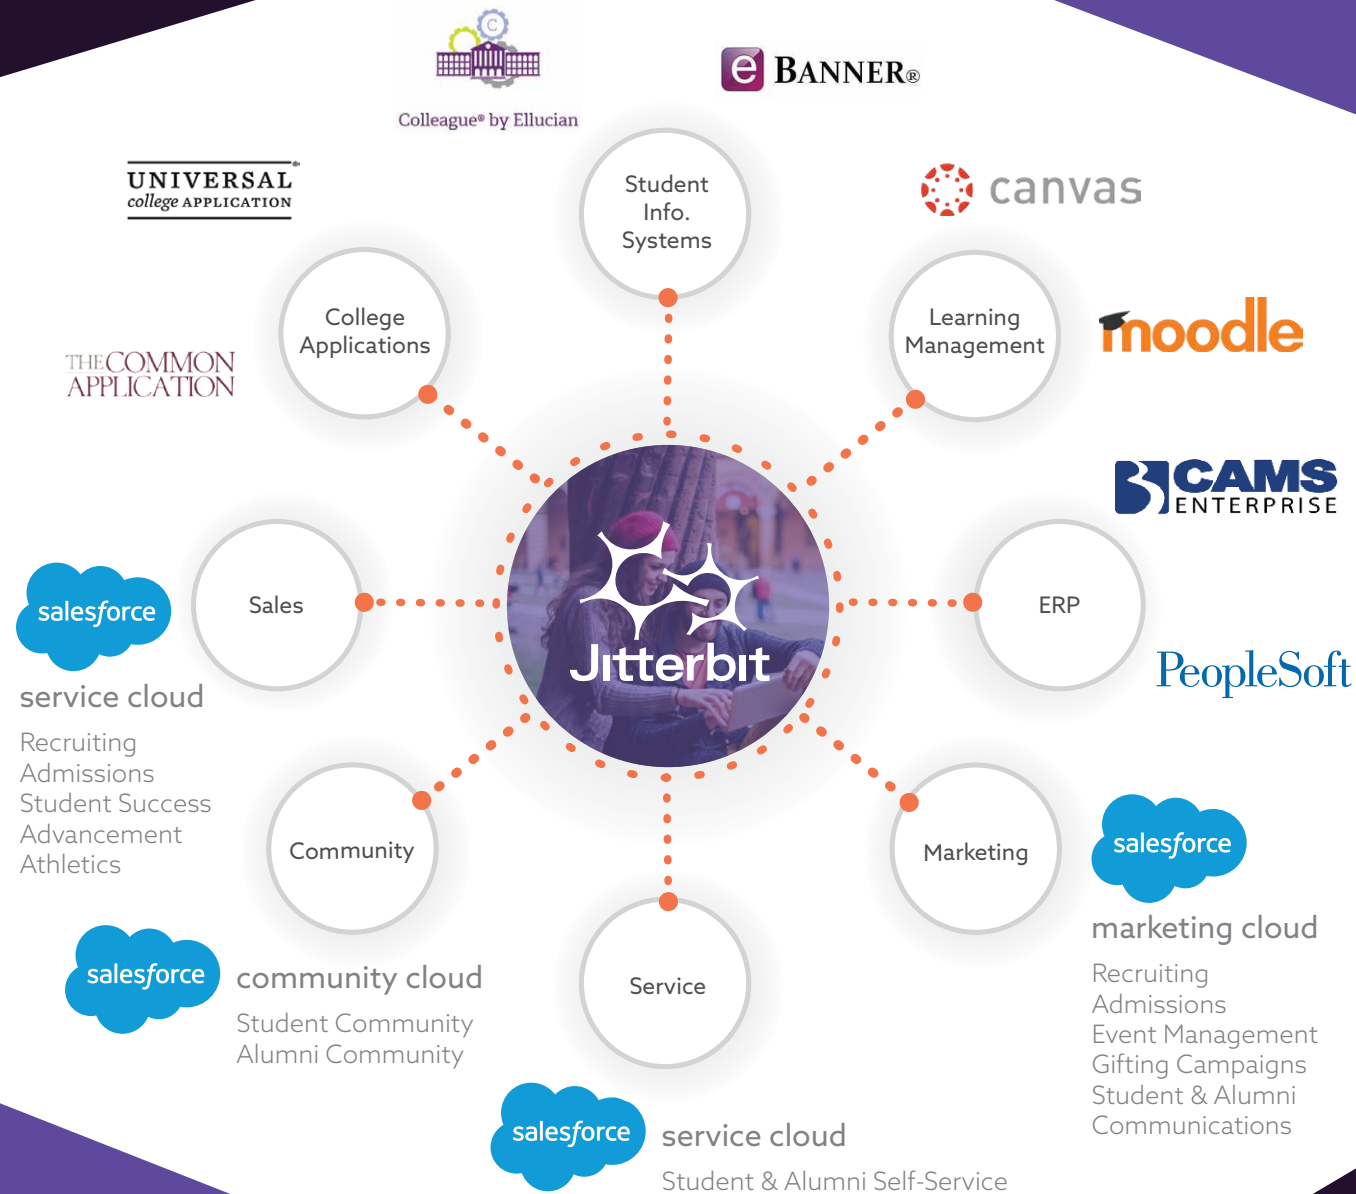 C
Colleague® by Ellucian
e BANNER®
UNIVERSAL
college APPLICATION
Student
Info.
Systems
canvas
College
Applications
Learning
Management
moodle
THE COMMON
APPLICATION
CAMS
ENTERPRISE
Jitterbit
Sales
ERP
salesforce
service cloud
Recruiting
Admissions
Student Success
Advancement
Athletics
PeopleSoft
Community
Marketing
salesforce
marketing cloud
Recruiting
Admissions
Event Management
Gifting Campaigns
Student & Alumni
Communications
salesforce
community cloud
Student Community
Alumni Community
Service
salesforce
service cloud
Student & Alumni Self-Service